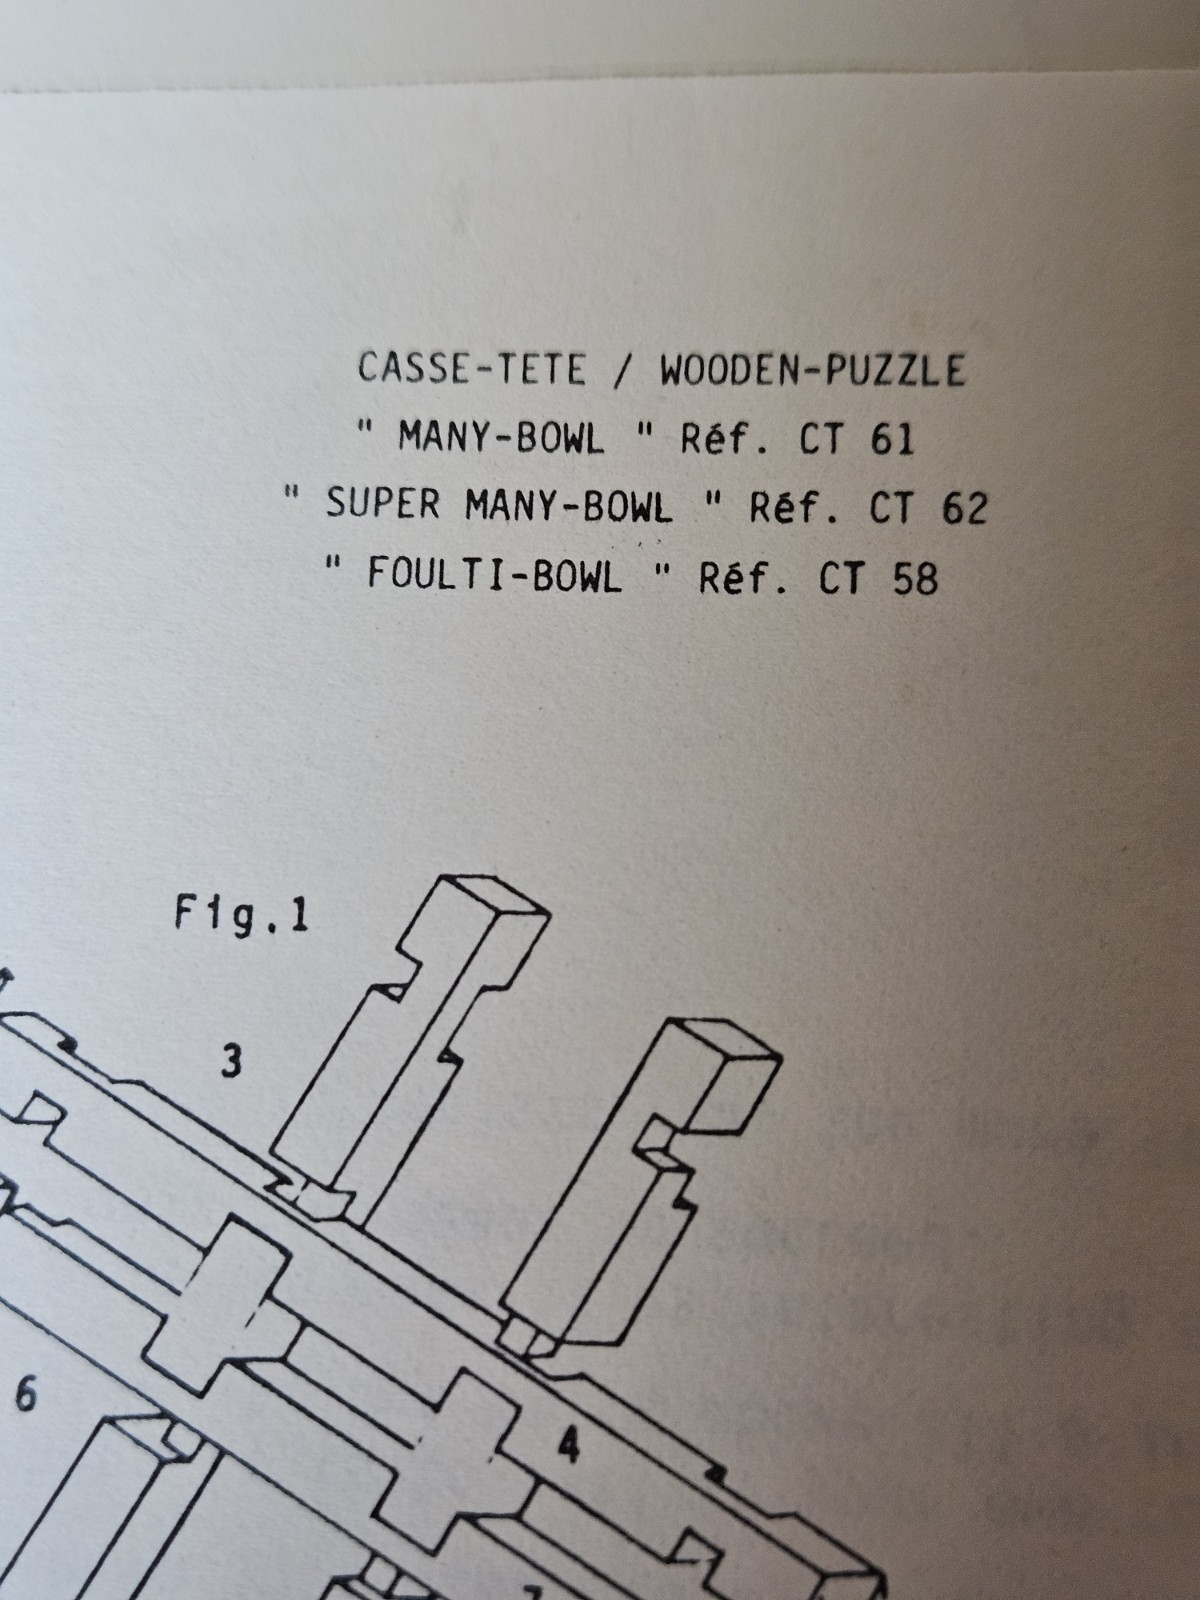 CASSE-TETE / WOODEN-PUZZLE
" MANY-BOWL " Réf. CT 61
" SUPER MANY-BOWL " Réf. CT 62
" FOULTI-BOWL " Réf. CT 58
Fig.1
3
6
4